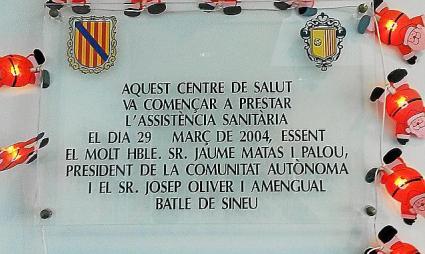 AQUEST CENTRE DE SALUT
VA COMENÇAR A PRESTAR
L'ASSISTÈNCIA SANITÀRIA
EL DIA 29 MARÇ DE 2004, ESSENT
EL MOLT HBLE. SR. JAUME MATAS I PALOU,
PRESIDENT DE LA COMUNITAT AUTÒNOMA
I EL SR. JOSEP OLIVER I AMENGUAL
BATLE DE SINEU